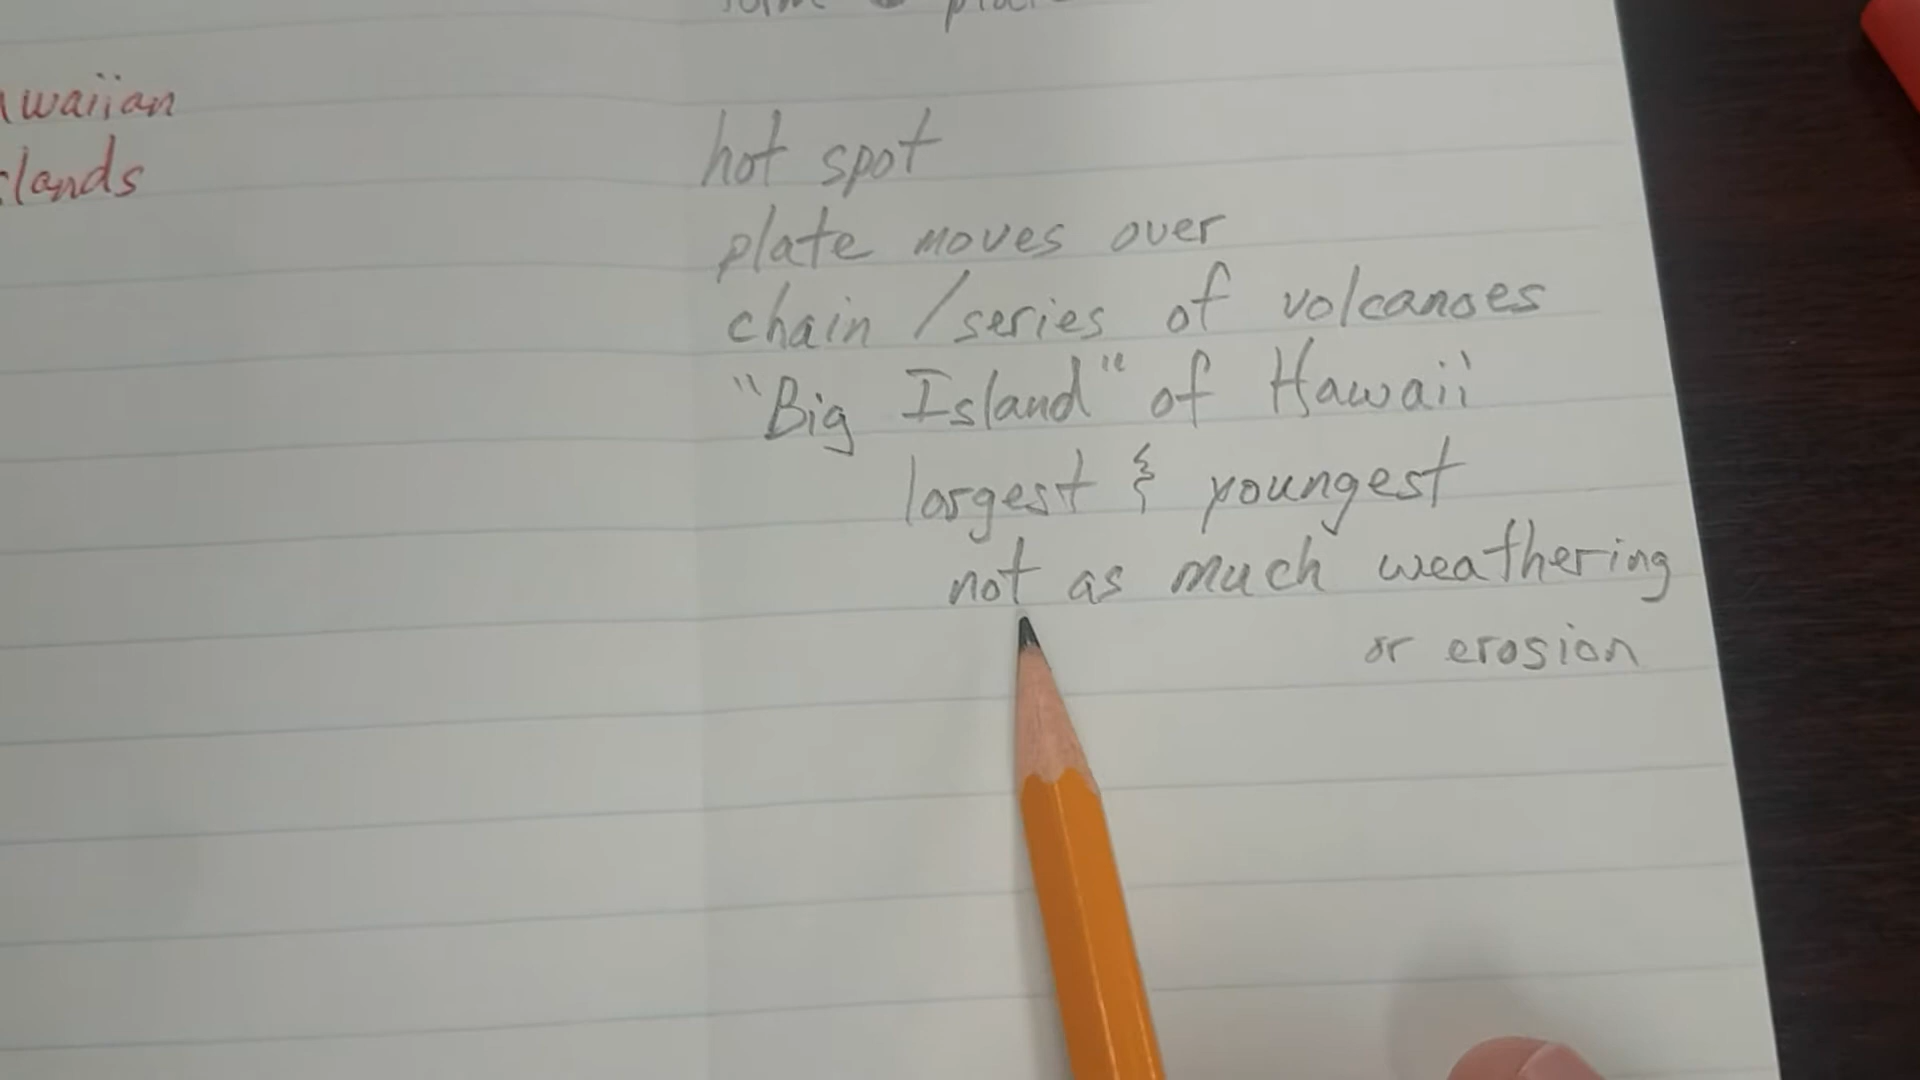 hot spot
plate moves over
chain / series of volcanoes
"Big Island" of Hawaii
largest & youngest
not as much weathering
or erosion
waiian
lands